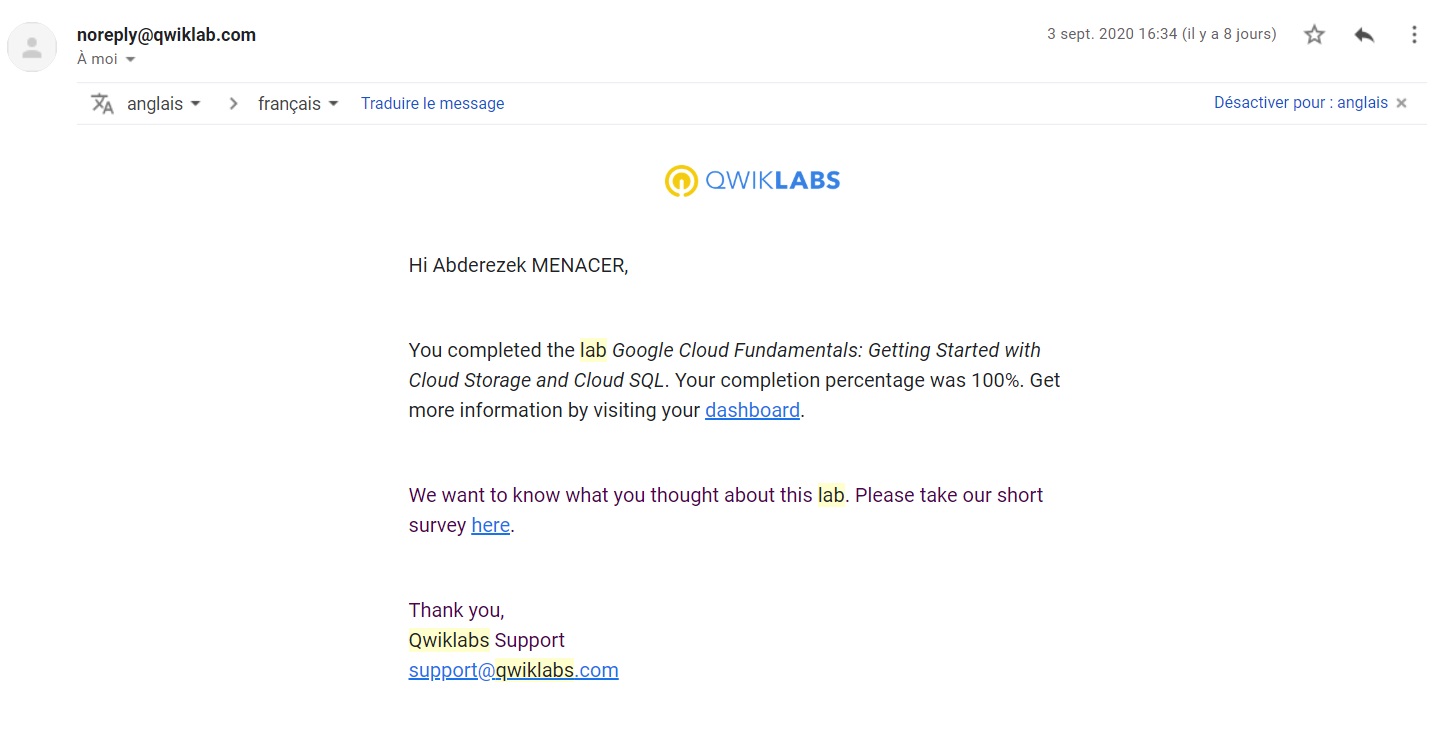 noreply@qwiklab.com
3 sept. 2020 16:34 (il y a 8 jours)
À moi
anglais
français
Traduire le message
Désactiver pour : anglais
QWIKLABS
Hi Abderezek MENACER,
You completed the lab Google Cloud Fundamentals: Getting Started with
Cloud Storage and Cloud SQL. Your completion percentage was 100%. Get
more information by visiting your dashboard.
We want to know what you thought about this lab. Please take our short
survey here.
Thank you,
Qwiklabs Support
support@qwiklabs.com